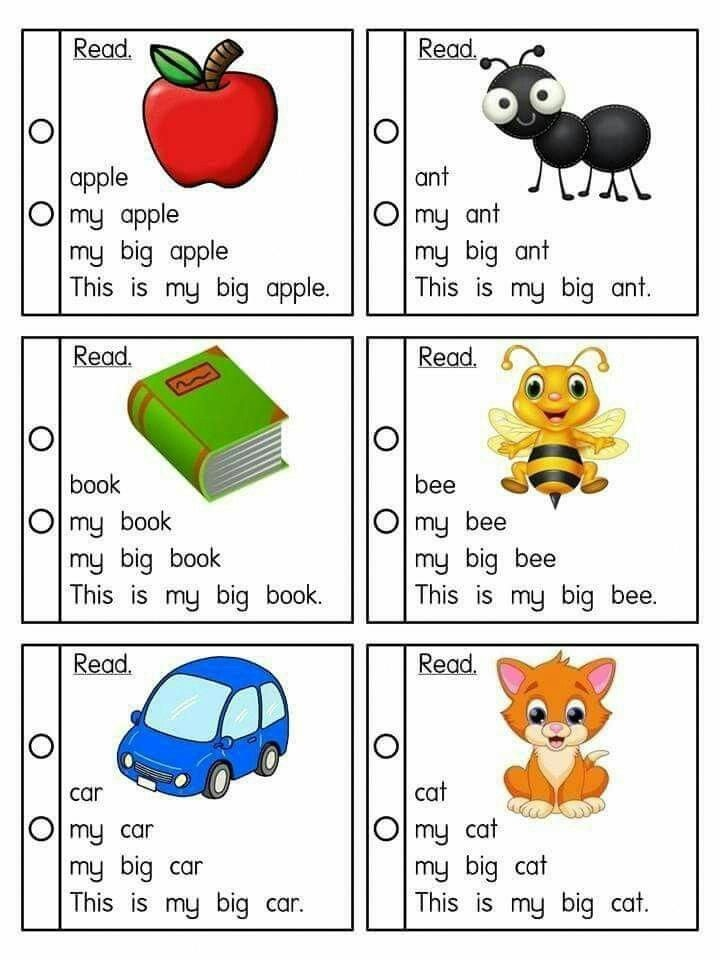 Read.
apple
my apple
my big apple
This is my big apple.
Read.
ant
my ant
my big ant
This is my big ant.
Read.
book
my book
my big book
This is my big book.
Read.
bee
my bee
my big bee
This is my big bee.
Read.
car
my car
my big car
This is my big car.
Read.
cat
my cat
my big cat
This is my big cat.